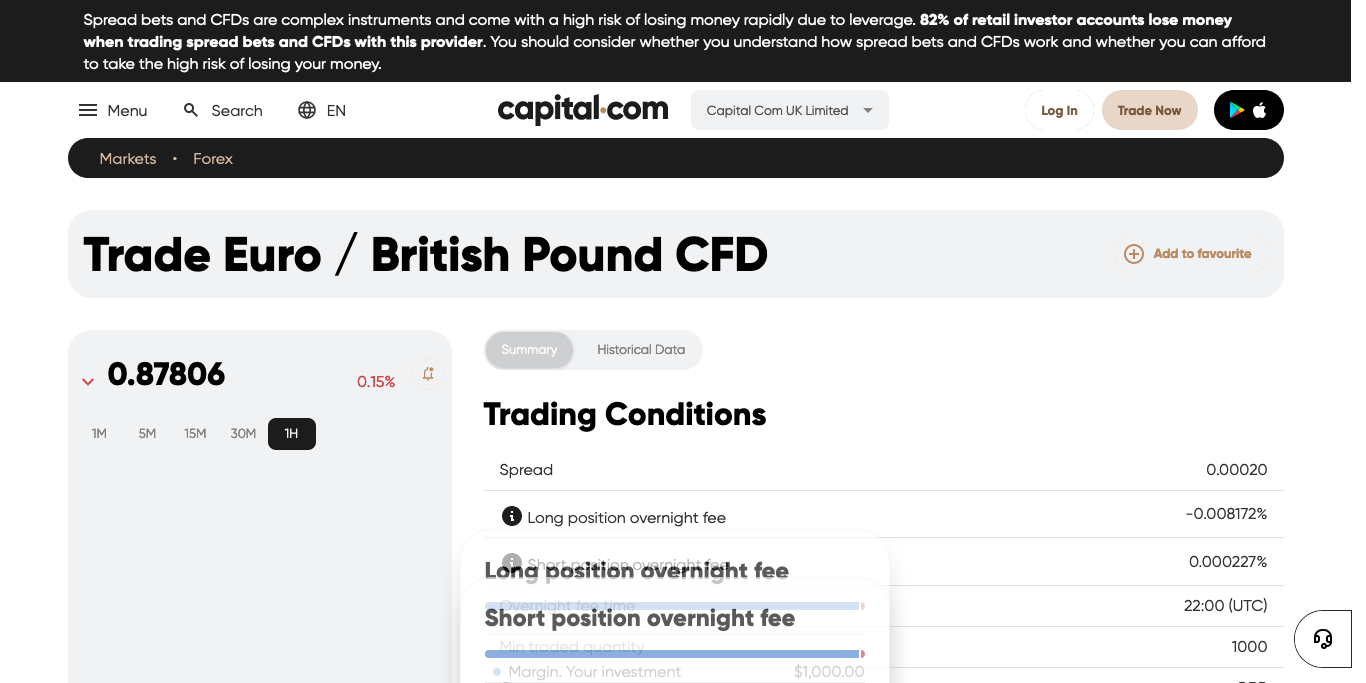 Spread bets and CFDs are complex instruments and come with a high risk of losing money rapidly due to leverage. 82% of retail investor accounts lose money
when trading spread bets and CFDs with this provider. You should consider whether you understand how spread bets and CFDs work and whether you can afford
to take the high risk of losing your money.
Menu Search EN capital.com Capital Com UK Limited Log In Trade Now
Markets • Forex
Trade Euro / British Pound CFD Add to favourite
0.87806 0.15%
1M 5M 15M 30M 1H
Summary Historical Data
Trading Conditions
Spread 0.00020
Long position overnight fee -0.008172%
Short position overnight fee 0.000227%
Long position overnight fee
Overnight fee time 22:00 (UTC)
Short position overnight fee
Min traded quantity 1000
Margin. Your investment $1,000.00